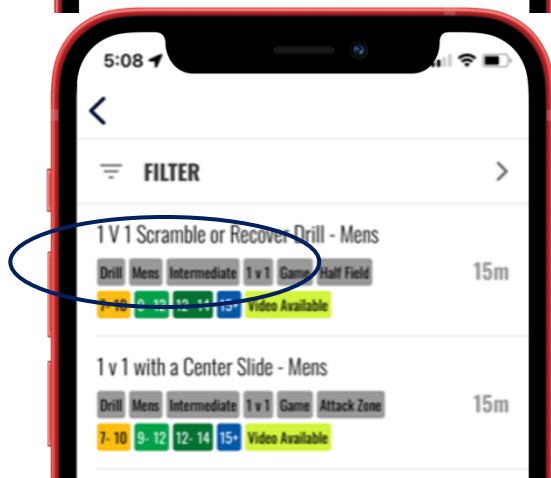 5:08
FILTER
1 V 1 Scramble or Recover Drill - Mens
Drill Mens Intermediate 1 v 1 Game Half Field
15m
7- 10 9- 12 12- 14 15+ Video Available
1 v 1 with a Center Slide - Mens
Drill Mens Intermediate 1 v 1 Game Attack Zone
15m
7- 10 9- 12 12- 14 15+ Video Available